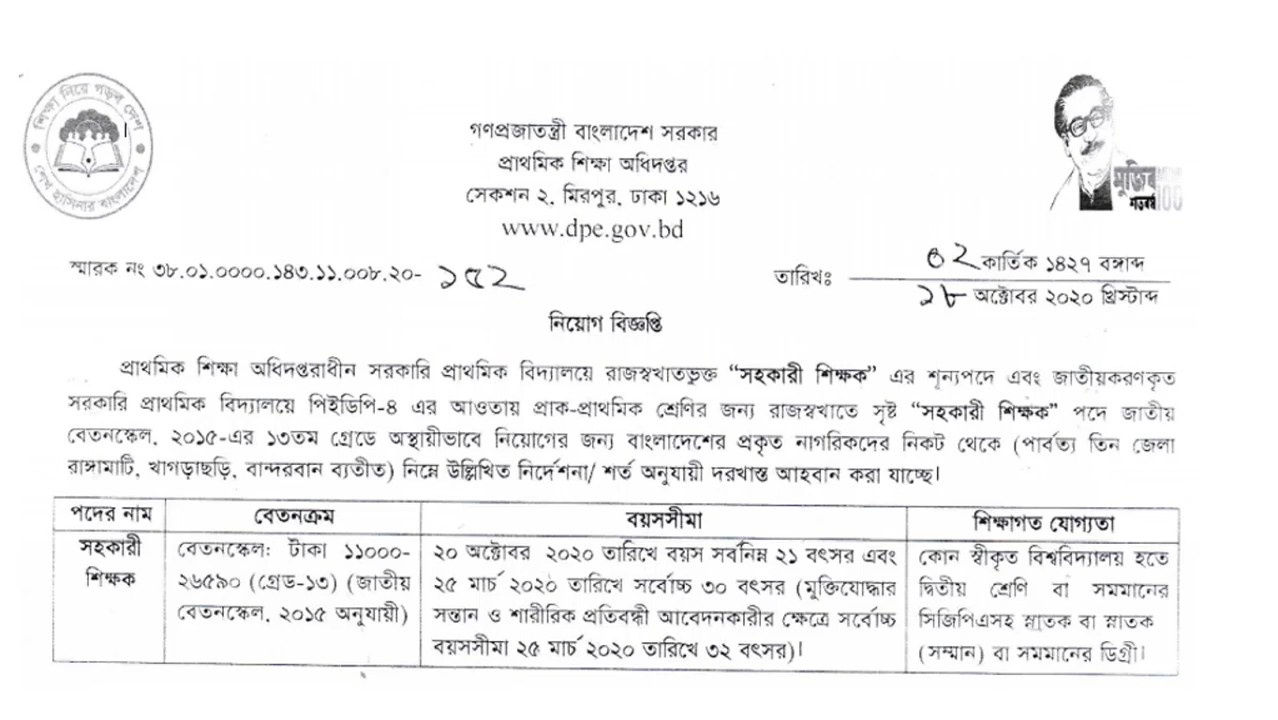 শিক্ষা নিয়ে গড়ব দেশ
শেখ হাসিনার বাংলাদেশ
মুজিব
শতবর্ষ 100
গণপ্রজাতন্ত্রী বাংলাদেশ সরকার
প্রাথমিক শিক্ষা অধিদপ্তর
সেকশন ২, মিরপুর, ঢাকা ১২১৬
www.dpe.gov.bd
স্মারক নং ৩৮.০১.০০০০.১৪৩.১১.০০৮.২০- ১৫২
তারিখঃ
০২ কার্তিক ১৪২৭ বঙ্গাব্দ
১৮ অক্টোবর ২০২০ খ্রিস্টাব্দ
নিয়োগ বিজ্ঞপ্তি
প্রাথমিক শিক্ষা অধিদপ্তরাধীন সরকারি প্রাথমিক বিদ্যালয়ে রাজস্বখাতভুক্ত “সহকারী শিক্ষক” এর শূন্যপদে এবং জাতীয়করণকৃত
সরকারি প্রাথমিক বিদ্যালয়ে পিইডিপি-৪ এর আওতায় প্রাক-প্রাথমিক শ্রেণির জন্য রাজস্বখাতে সৃষ্ট “সহকারী শিক্ষক” পদে জাতীয়
বেতনস্কেল, ২০১৫-এর ১৩তম গ্রেডে অস্থায়ীভাবে নিয়োগের জন্য বাংলাদেশের প্রকৃত নাগরিকদের নিকট থেকে (পার্বত্য তিন জেলা
রাঙ্গামাটি, খাগড়াছড়ি, বান্দরবান ব্যতীত) নিম্নে উল্লিখিত নির্দেশনা/ শর্ত অনুযায়ী দরখাস্ত আহবান করা যাচ্ছে।
পদের নাম
বেতনক্রম
বয়সসীমা
শিক্ষাগত যোগ্যতা
সহকারী
শিক্ষক
বেতনস্কেল: টাকা ১১০০০-
২৬৫৯০ (গ্রেড-১৩) (জাতীয়
বেতনস্কেল, ২০১৫ অনুযায়ী)
২০ অক্টোবর ২০২০ তারিখে বয়স সর্বনিম্ন ২১ বৎসর এবং
২৫ মার্চ ২০২০ তারিখে সর্বোচ্চ ৩০ বৎসর (মুক্তিযোদ্ধার
সন্তান ও শারীরিক প্রতিবন্ধী আবেদনকারীর ক্ষেত্রে সর্বোচ্চ
বয়সসীমা ২৫ মার্চ ২০২০ তারিখে ৩২ বৎসর)।
কোন স্বীকৃত বিশ্ববিদ্যালয় হতে
দ্বিতীয় শ্রেণি বা সমমানের
সিজিপিএসহ স্নাতক বা স্নাতক
(সম্মান) বা সমমানের ডিগ্রী।